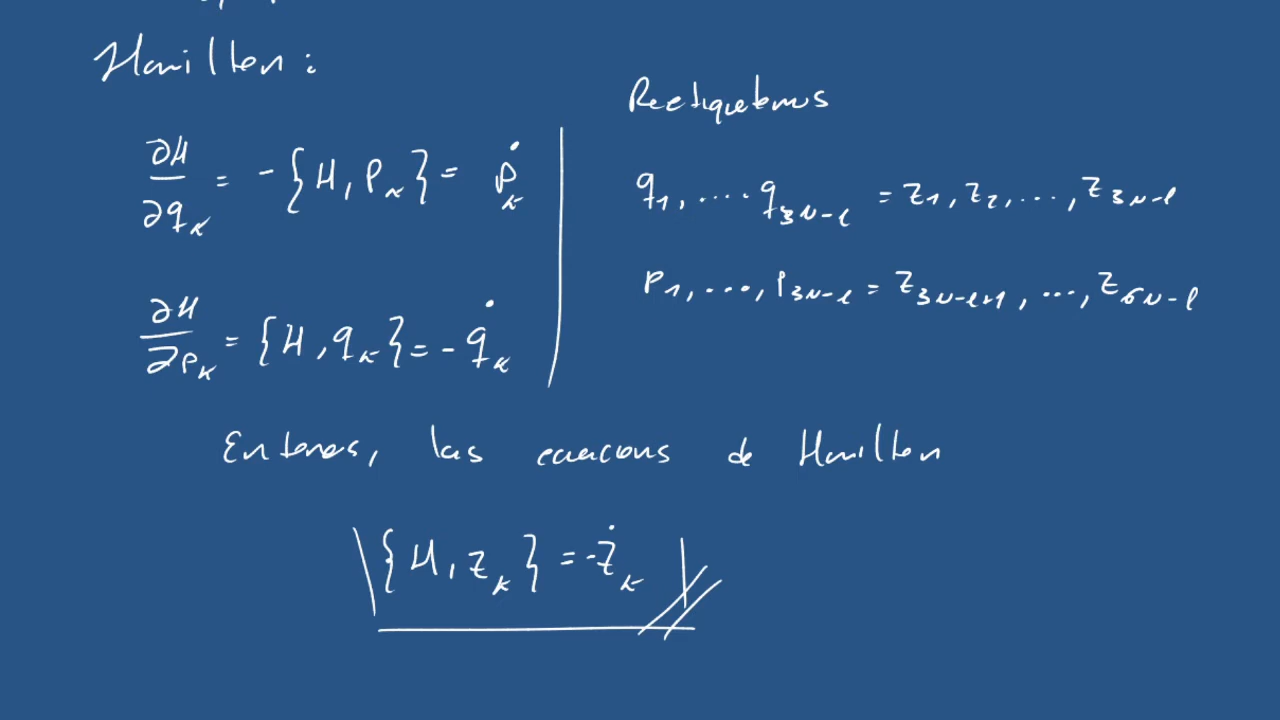 Hamilton:
∂H/∂q_k = -{H, P_k} = Ṗ_k
∂H/∂p_k = {H, q_k} = -q̇_k
Reetiquetamos
q_1, .... q_{3N-l} = z_1, z_2, ..., z_{3N-l}
P_1, ..., P_{3N-l} = z_{3N-l+1}, ..., z_{6N-l}
Entonces, las ecuacions de Hamilton
{H, z_k} = -ż_k